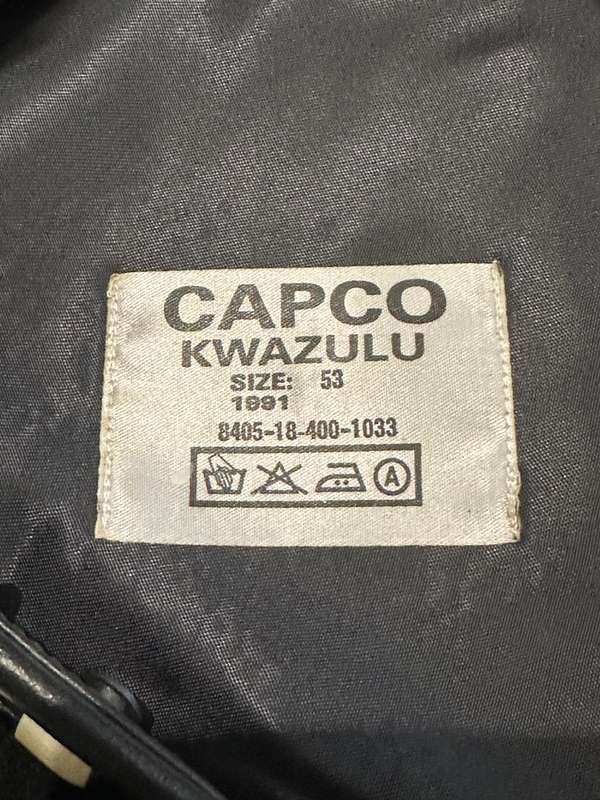 CAPCO
KWAZULU
SIZE: 53
1991
8405-18-400-1033
A